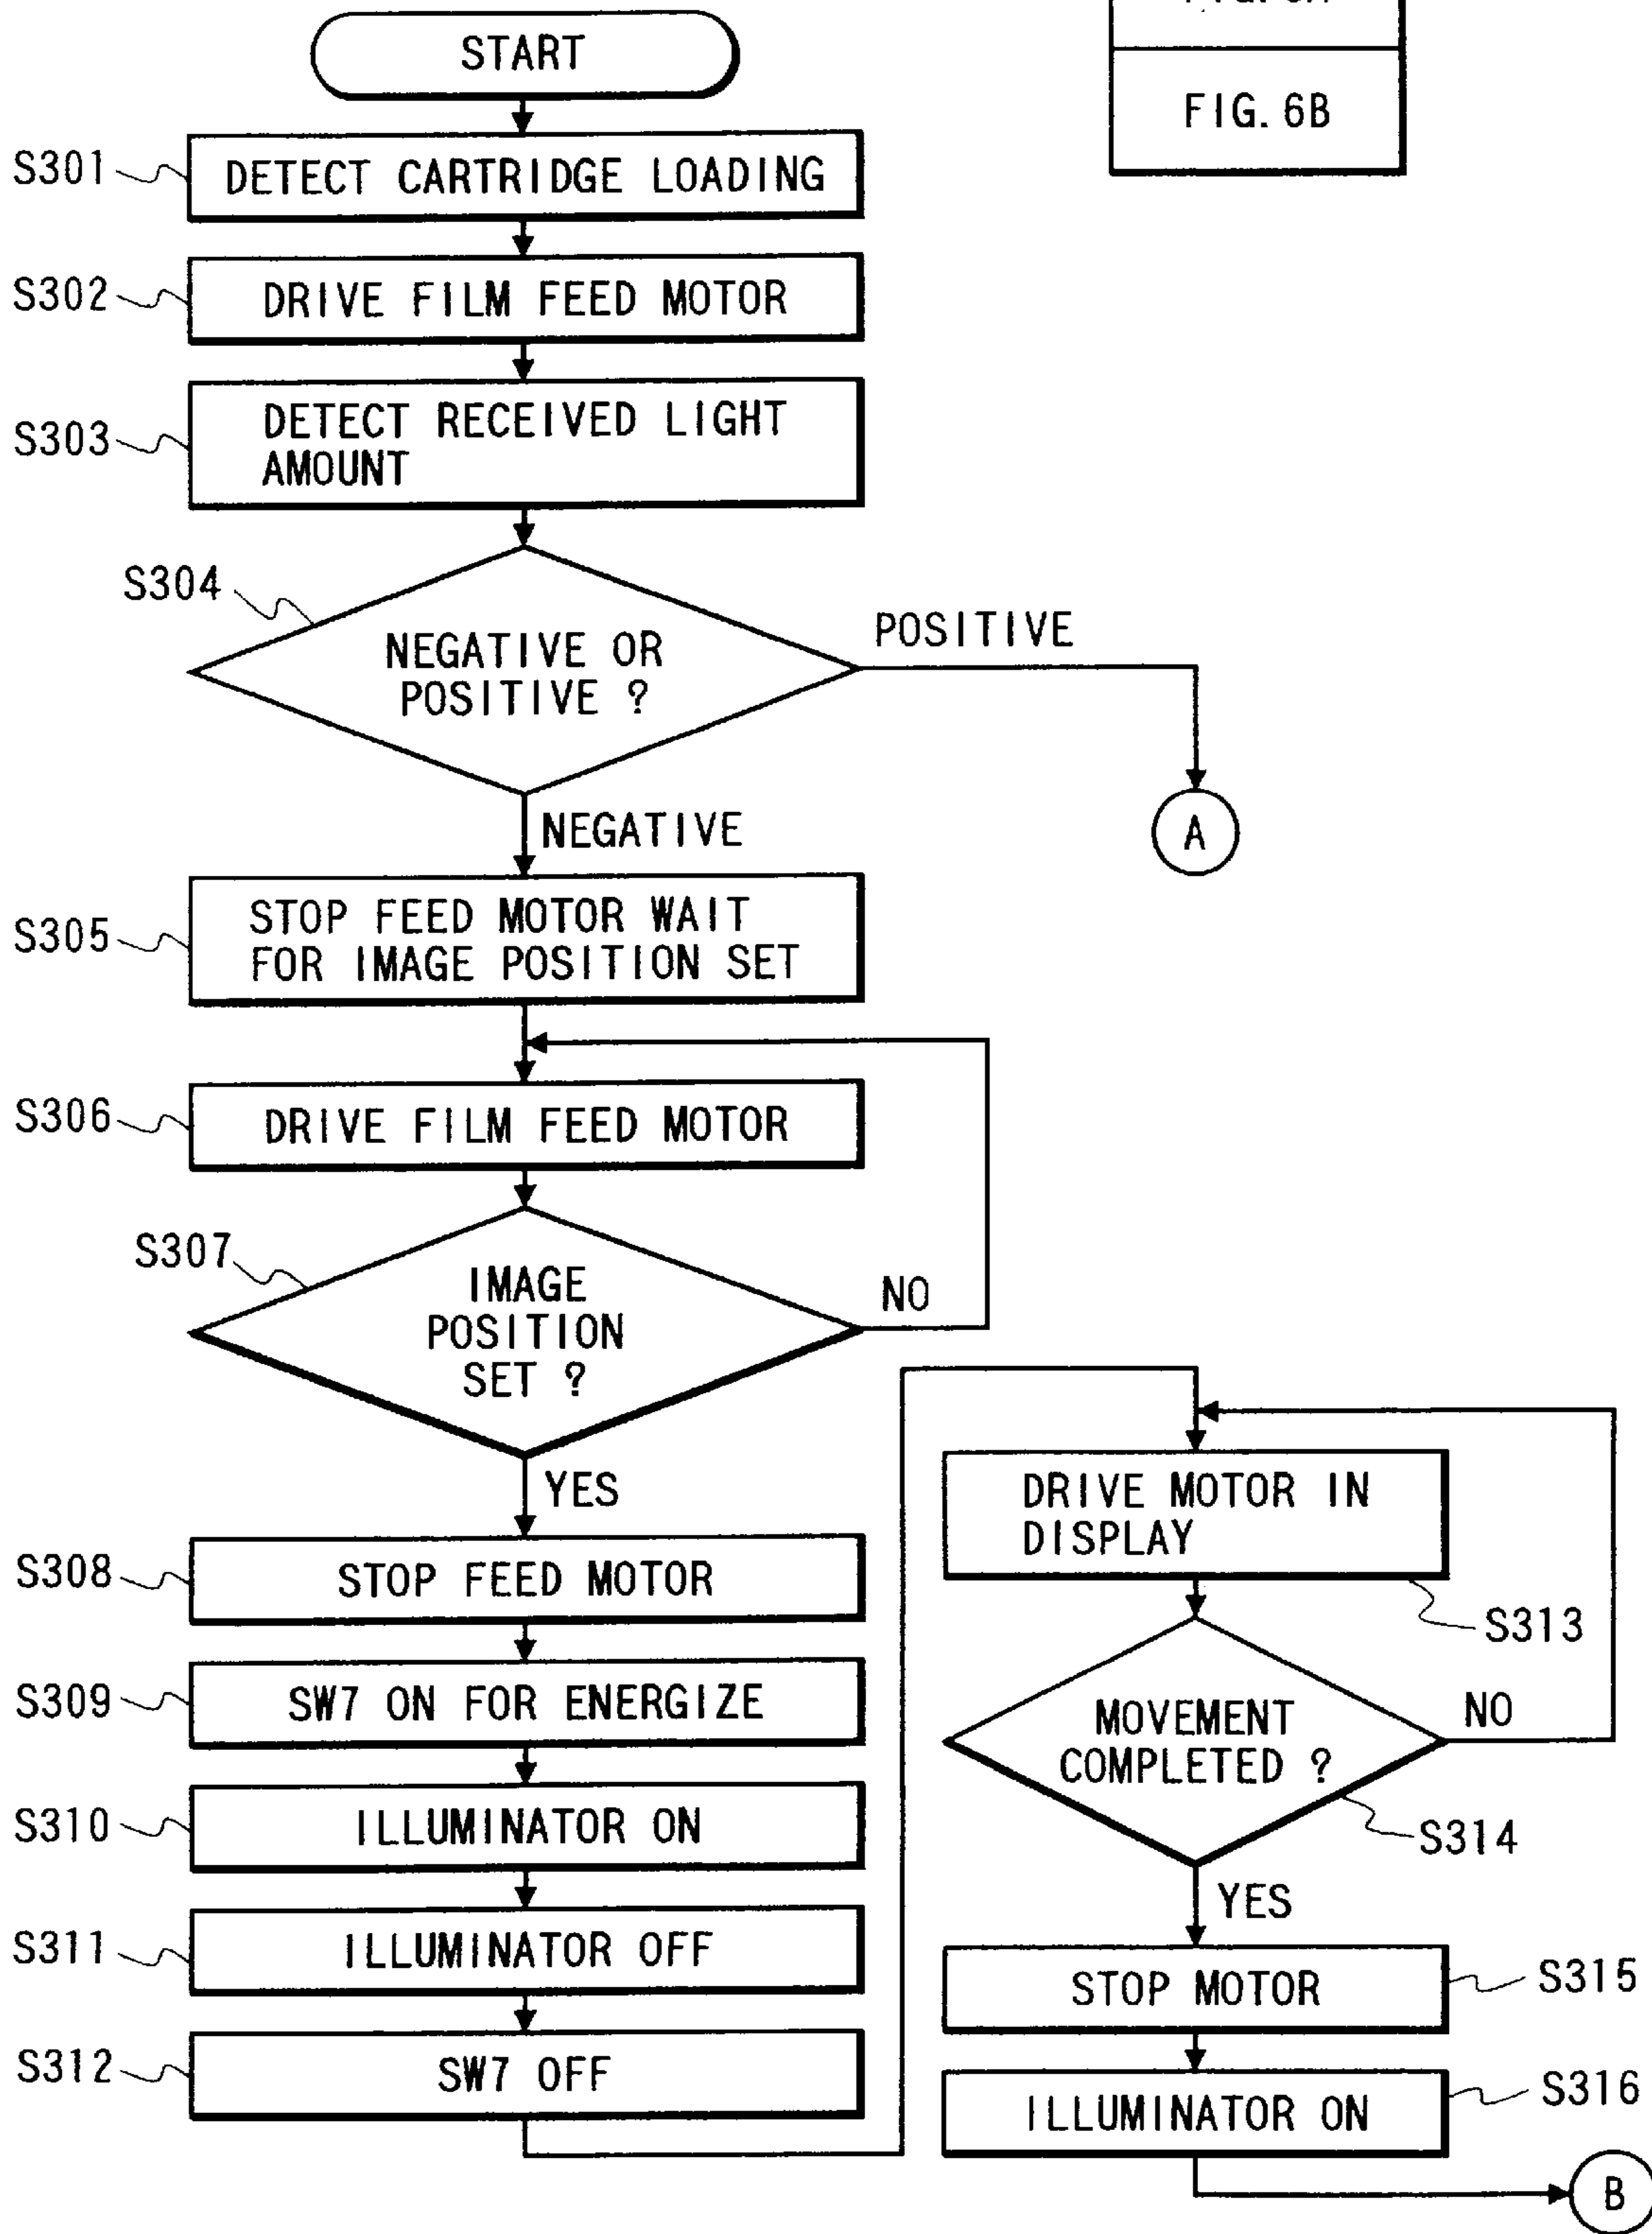 START
FIG. 6B
S301
DETECT CARTRIDGE LOADING
S302
DRIVE FILM FEED MOTOR
S303
DETECT RECEIVED LIGHT
AMOUNT
S304
NEGATIVE OR
POSITIVE ?
POSITIVE
A
NEGATIVE
S305
STOP FEED MOTOR WAIT
FOR IMAGE POSITION SET
S306
DRIVE FILM FEED MOTOR
S307
IMAGE
POSITION
SET ?
NO
YES
S308
STOP FEED MOTOR
S309
SW7 ON FOR ENERGIZE
S310
ILLUMINATOR ON
S311
ILLUMINATOR OFF
S312
SW7 OFF
DRIVE MOTOR IN
DISPLAY
S313
MOVEMENT
COMPLETED ?
NO
S314
YES
STOP MOTOR
S315
ILLUMINATOR ON
S316
B